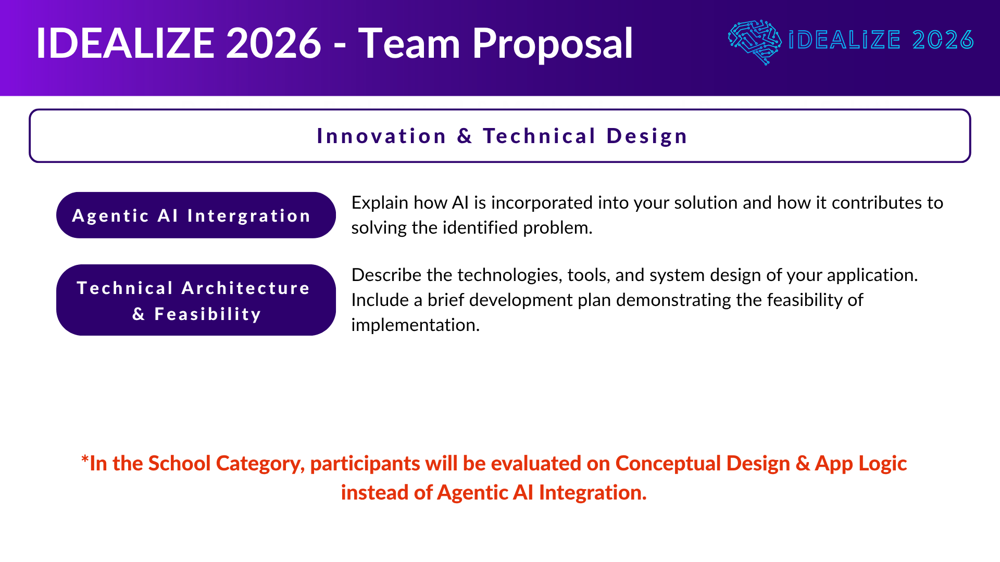 IDEALIZE 2026 - Team Proposal
iDEALiZE 2026
Innovation & Technical Design
Agentic AI Intergration
Explain how AI is incorporated into your solution and how it contributes to
solving the identified problem.
Technical Architecture
& Feasibility
Describe the technologies, tools, and system design of your application.
Include a brief development plan demonstrating the feasibility of
implementation.
*In the School Category, participants will be evaluated on Conceptual Design & App Logic
instead of Agentic AI Integration.